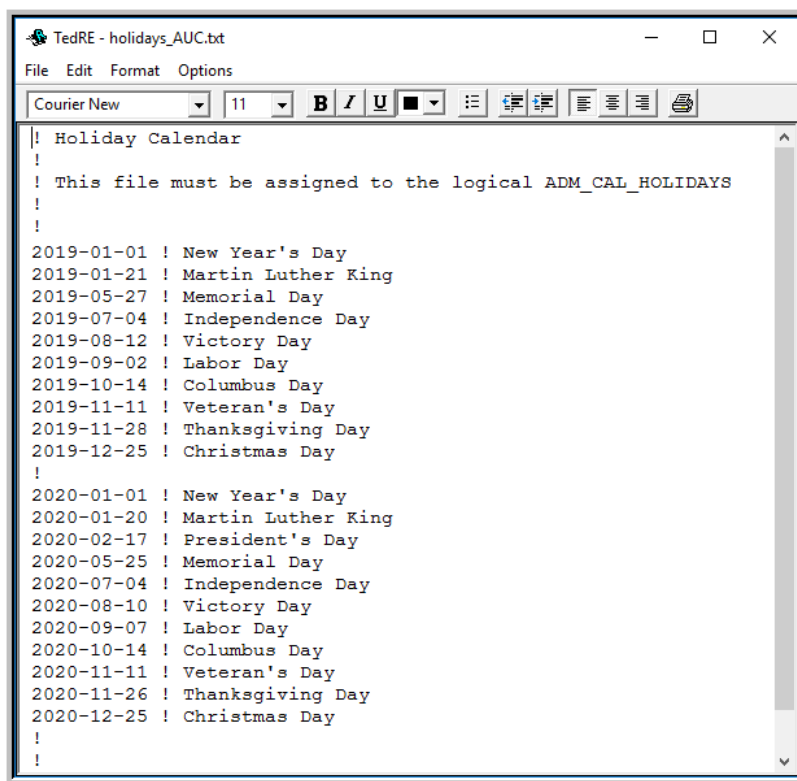 TedRE - holidays_AUC.txt
File Edit Format Options
Courier New 11 B I U
! Holiday Calendar
!
! This file must be assigned to the logical ADM_CAL_HOLIDAYS
!
!
2019-01-01 ! New Year's Day
2019-01-21 ! Martin Luther King
2019-05-27 ! Memorial Day
2019-07-04 ! Independence Day
2019-08-12 ! Victory Day
2019-09-02 ! Labor Day
2019-10-14 ! Columbus Day
2019-11-11 ! Veteran's Day
2019-11-28 ! Thanksgiving Day
2019-12-25 ! Christmas Day
!
2020-01-01 ! New Year's Day
2020-01-20 ! Martin Luther King
2020-02-17 ! President's Day
2020-05-25 ! Memorial Day
2020-07-04 ! Independence Day
2020-08-10 ! Victory Day
2020-09-07 ! Labor Day
2020-10-14 ! Columbus Day
2020-11-11 ! Veteran's Day
2020-11-26 ! Thanksgiving Day
2020-12-25 ! Christmas Day
!
!